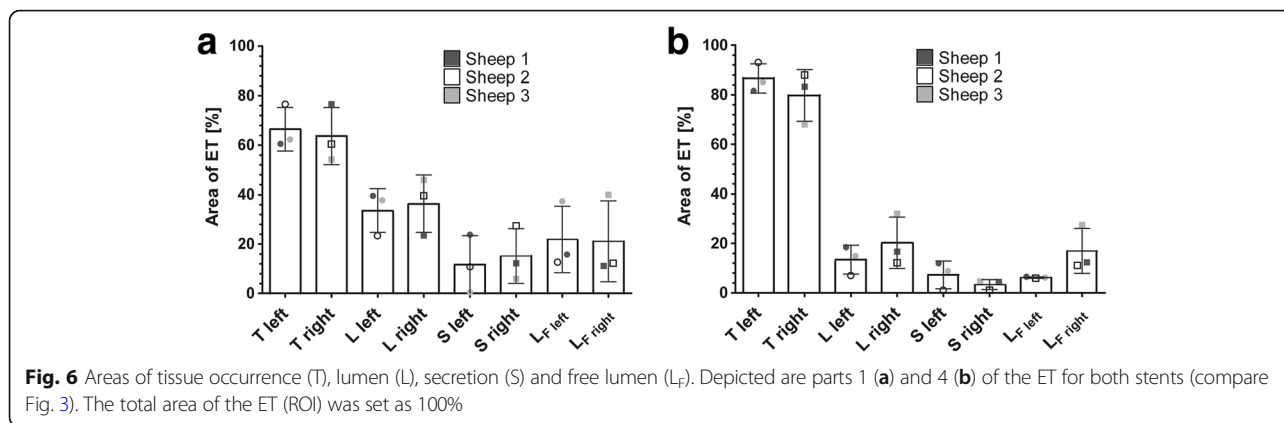 a
100
80
60
40
20
0
Area of ET [%]
Sheep 1
Sheep 2
Sheep 3
T left
T right
L left
L right
S left
S right
LF left
LF right
b
100
80
60
40
20
0
Area of ET [%]
Sheep 1
Sheep 2
Sheep 3
T left
T right
L left
L right
S left
S right
LF left
LF right
Fig. 6 Areas of tissue occurrence (T), lumen (L), secretion (S) and free lumen (LF). Depicted are parts 1 (a) and 4 (b) of the ET for both stents (compare
Fig. 3). The total area of the ET (ROI) was set as 100%